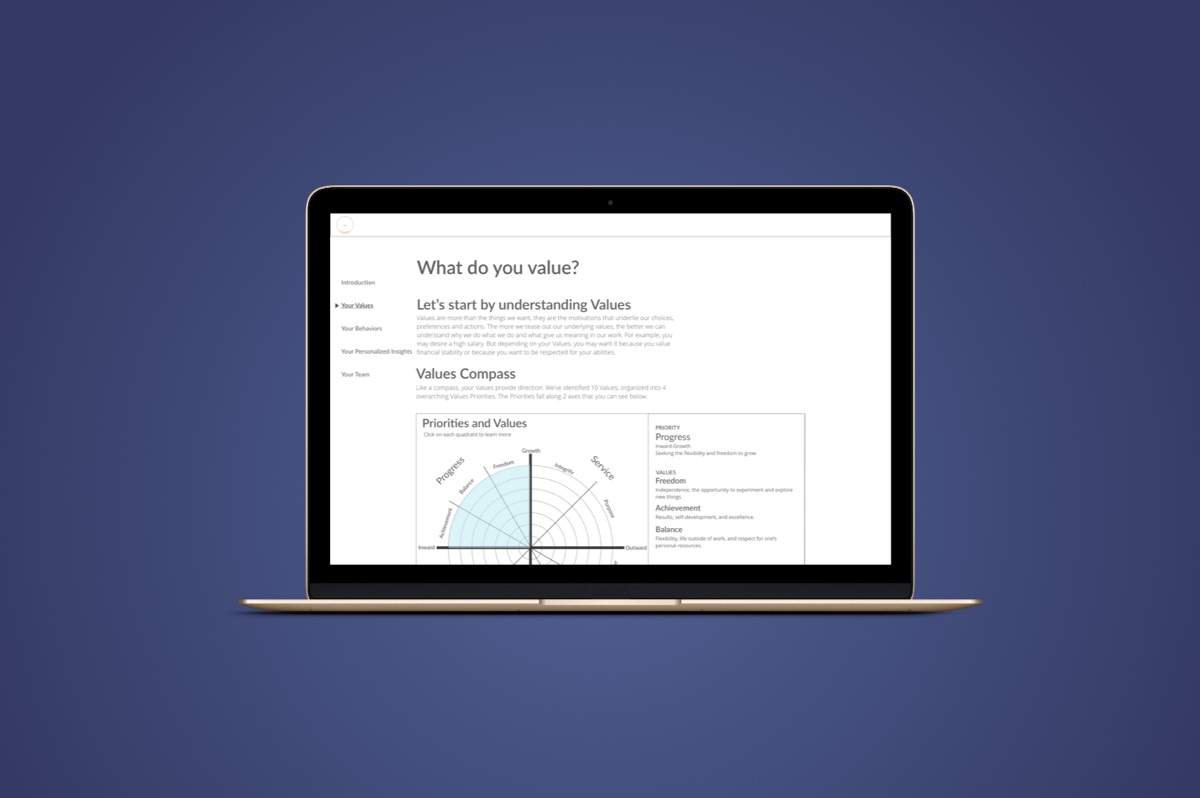 What do you value?
Introduction
Your Values
Your Behaviors
Your Personalized Insights
Your Team
Let's start by understanding Values
Values are more than the things we want, they are the motivations that underlie our choices,
preferences and actions. The more we tease out our underlying values, the better we can
understand why we do what we do and what give us meaning in our work. For example, you
may desire a high salary. But depending on your Values, you may want it because you value
financial stability or because you want to be respected for your abilities.
Values Compass
Like a compass, your Values provide direction. We've identified 10 Values, organized into 4
overarching Values Priorities. The Priorities fall along 2 axes that you can see below.
Priorities and Values
Click on each quadrant to learn more
Growth
Progress
Freedom
Balance
Achievement
Integrity
Service
Purpose
Inward
Outward
PRIORITY
Progress
Inward-Growth
Seeking the flexibility and freedom to grow
VALUES
Freedom
Independence, the opportunity to experiment and explore
new things.
Achievement
Results, self-development, and excellence.
Balance
Flexibility, life outside of work, and respect for one's
personal resources.